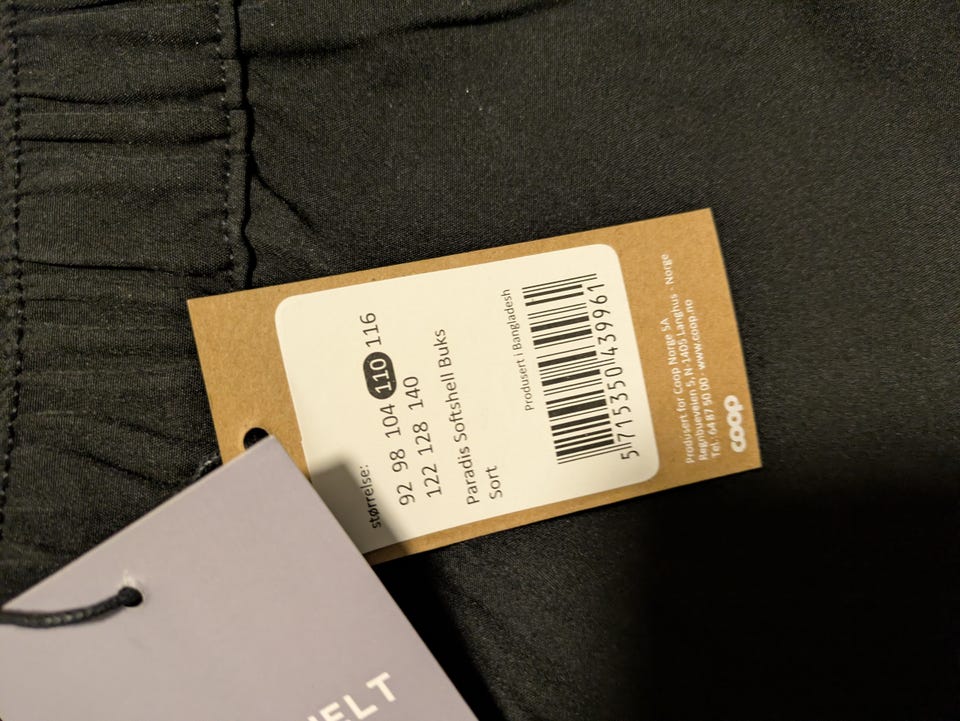 størrelse:
92 98 104 110 116
122 128 140
Paradis Softshell Buks
Sort
Produsert i Bangladesh
5 715350 439961
Produsert for Coop Norge SA
Regnbueveien 5, N-1405 Langhus - Norge
Tel: 64 87 50 00 - www.coop.no
coop
ELT